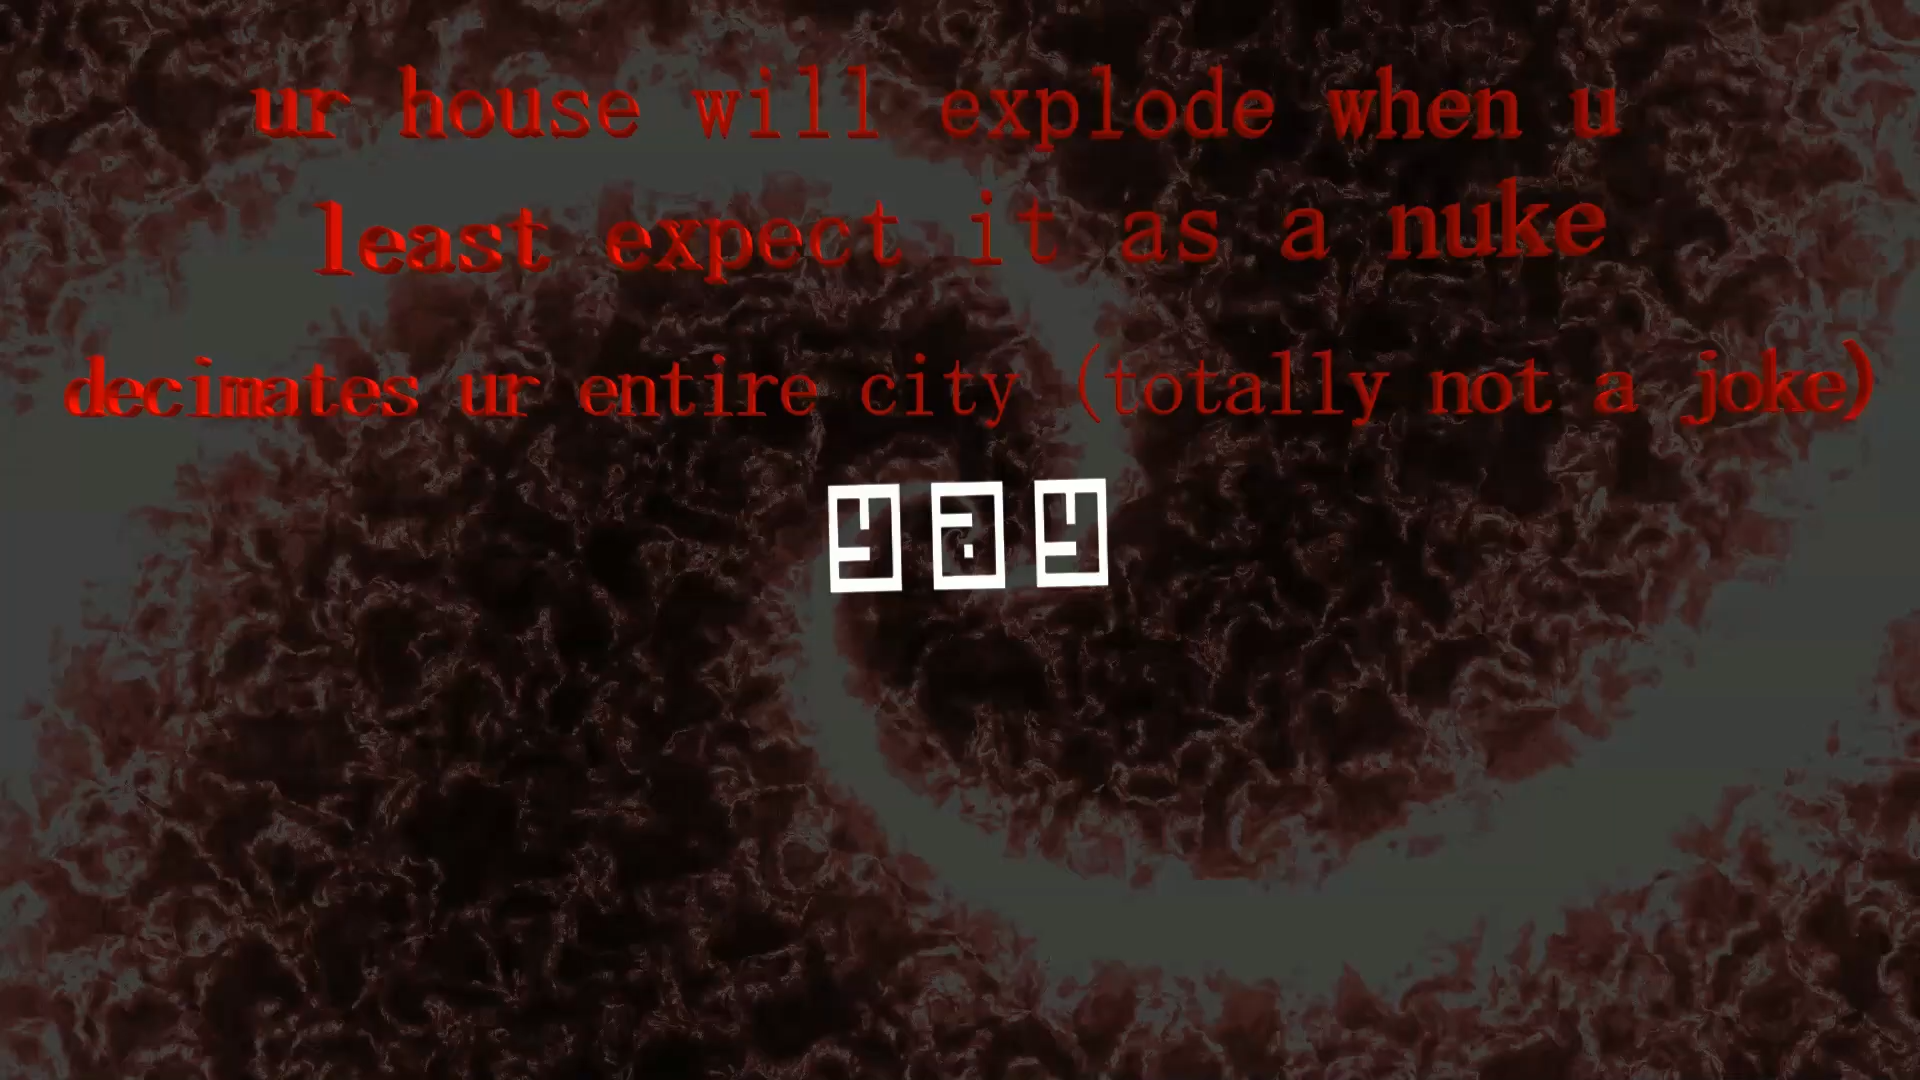 ur house will explode when u
least expect it as a nuke
decimates ur entire city (totally not a joke)
yay